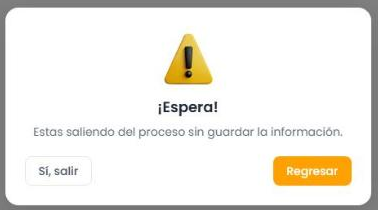 ¡Espera!
Estas saliendo del proceso sin guardar la información.
Sí, salir
Regresar